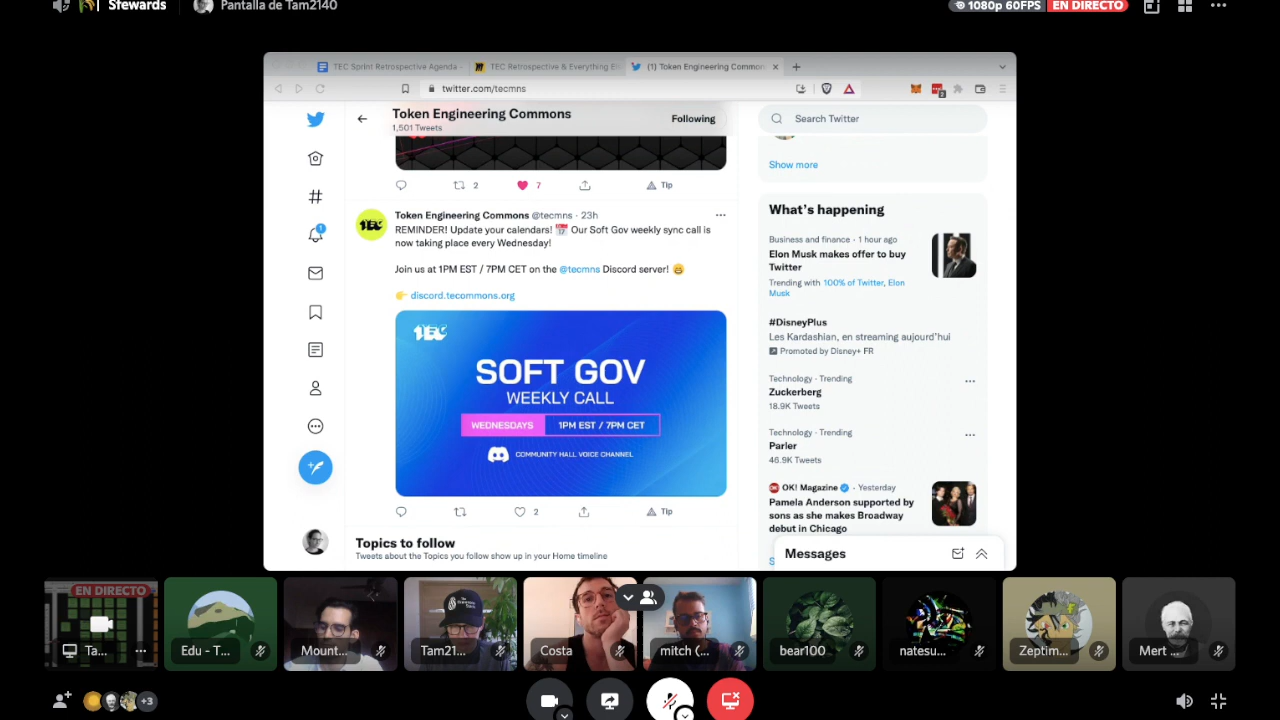 Stewards
Pantalla de Tam2140
1080p 60FPS
EN DIRECTO
TEC Sprint Retrospective Agenda -
TEC Retrospective & Everything E
(1) Token Engineering Common
twitter.com/tecmns
Token Engineering Commons
1,501 Tweets
Following
Search Twitter
2
7
Tip
Show more
Token Engineering Commons @tecmns · 23h
REMINDER! Update your calendars! 📅 Our Soft Gov weekly sync call is
now taking place every Wednesday!
Join us at 1PM EST / 7PM CET on the @tecmns Discord server! 😄
👉 discord.tecommons.org
TEC
TEC
SOFT GOV
WEEKLY CALL
WEDNESDAYS
1PM EST / 7PM CET
COMMUNITY HALL VOICE CHANNEL
2
Tip
Topics to follow
Tweets about the Topics you follow show up in your Home timeline
What's happening
Business and finance · 1 hour ago
Elon Musk makes offer to buy
Twitter
Trending with 100% of Twitter, Elon
Musk
#DisneyPlus
Les Kardashian, en streaming aujourd'hui
Promoted by Disney+ FR
Technology · Trending
Zuckerberg
18.9K Tweets
Technology · Trending
Parler
46.9K Tweets
OK! Magazine · Yesterday
Pamela Anderson supported by
sons as she makes Broadway
debut in Chicago
S
Messages
EN DIRECTO
Ta...
Edu - T...
Mount...
Tam21...
Costa
mitch (...
bear100
natesu...
Zeptim...
Mert ...
+3